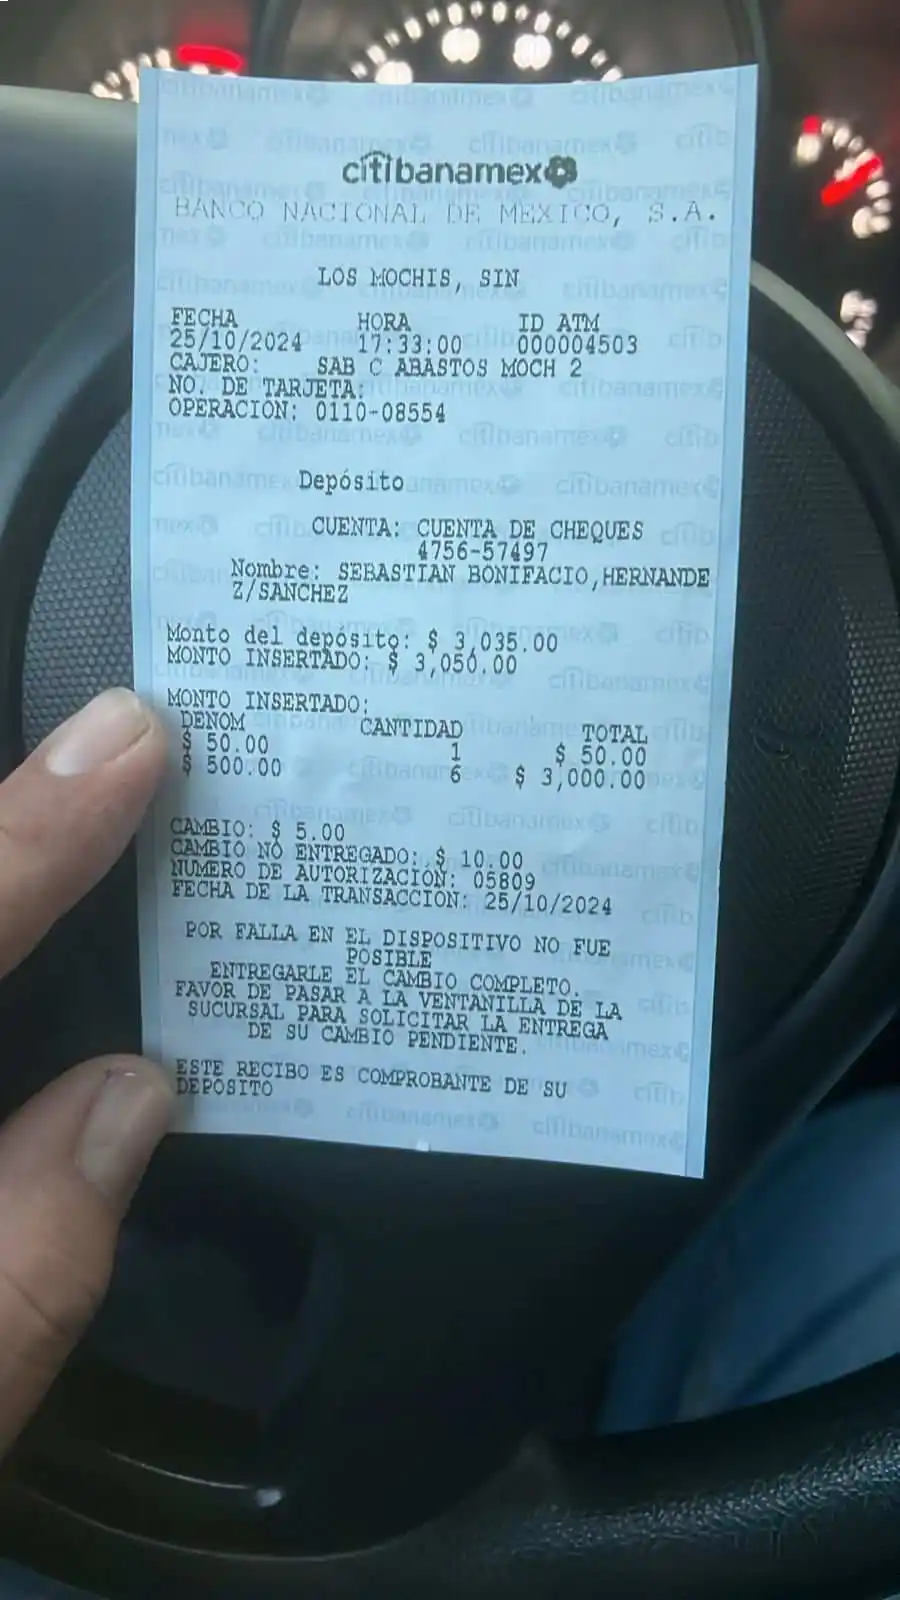 citibanamex
BANCO NACIONAL DE MEXICO, S.A.
LOS MOCHIS, SIN
FECHA HORA ID ATM
25/10/2024 17:33:00 000004503
CAJERO: SAB C ABASTOS MOCH 2
NO. DE TARJETA:
OPERACION: 0110-08554
Depósito
CUENTA: CUENTA DE CHEQUES
4756-57497
Nombre: SEBASTIAN BONIFACIO,HERNANDE
Z/SANCHEZ
Monto del depósito: $ 3,035.00
MONTO INSERTADO: $ 3,050.00
MONTO INSERTADO:
DENOM CANTIDAD TOTAL
$ 50.00 1 $ 50.00
$ 500.00 6 $ 3,000.00
CAMBIO: $ 5.00
CAMBIO NO ENTREGADO: $ 10.00
NUMERO DE AUTORIZACION: 05809
FECHA DE LA TRANSACCION: 25/10/2024
POR FALLA EN EL DISPOSITIVO NO FUE
POSIBLE
ENTREGARLE EL CAMBIO COMPLETO.
FAVOR DE PASAR A LA VENTANILLA DE LA
SUCURSAL PARA SOLICITAR LA ENTREGA
DE SU CAMBIO PENDIENTE.
ESTE RECIBO ES COMPROBANTE DE SU
DEPOSITO